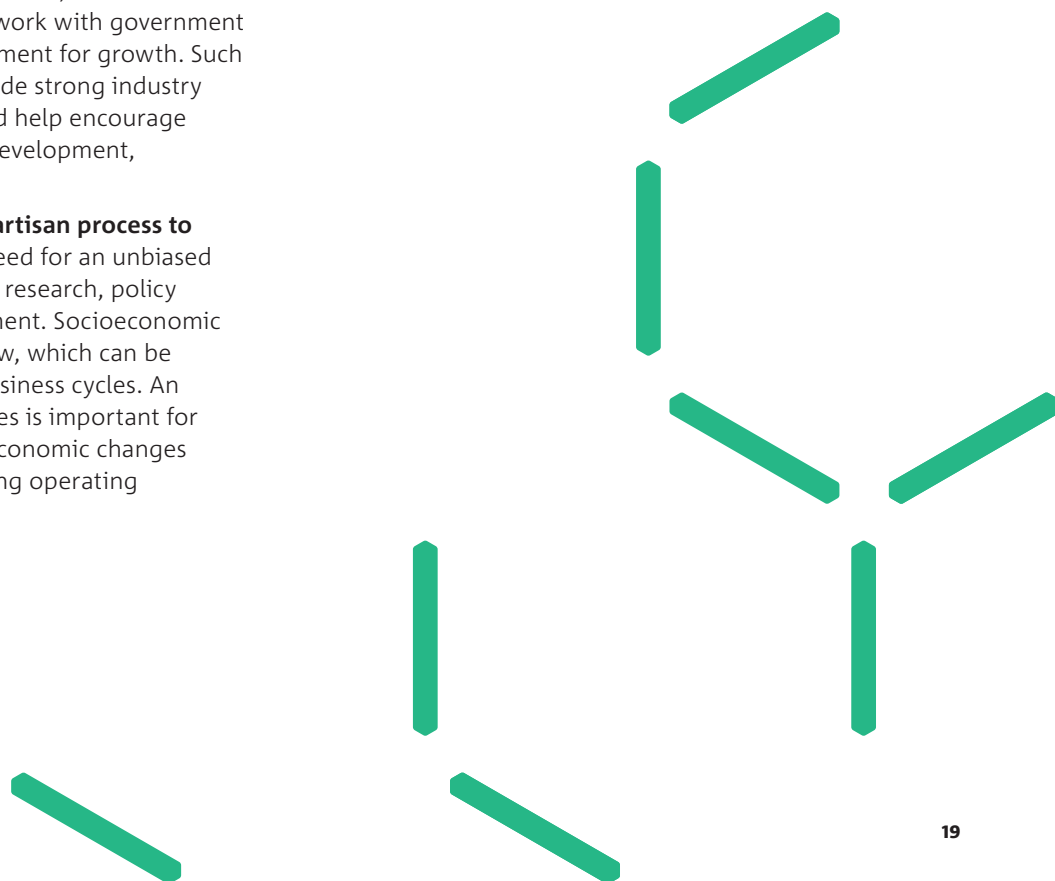 work with government
ment for growth. Such
de strong industry
d help encourage
evelopment,
artisan process to
eed for an unbiased
research, policy
ment. Socioeconomic
w, which can be
siness cycles. An
es is important for
conomic changes
ng operating
19